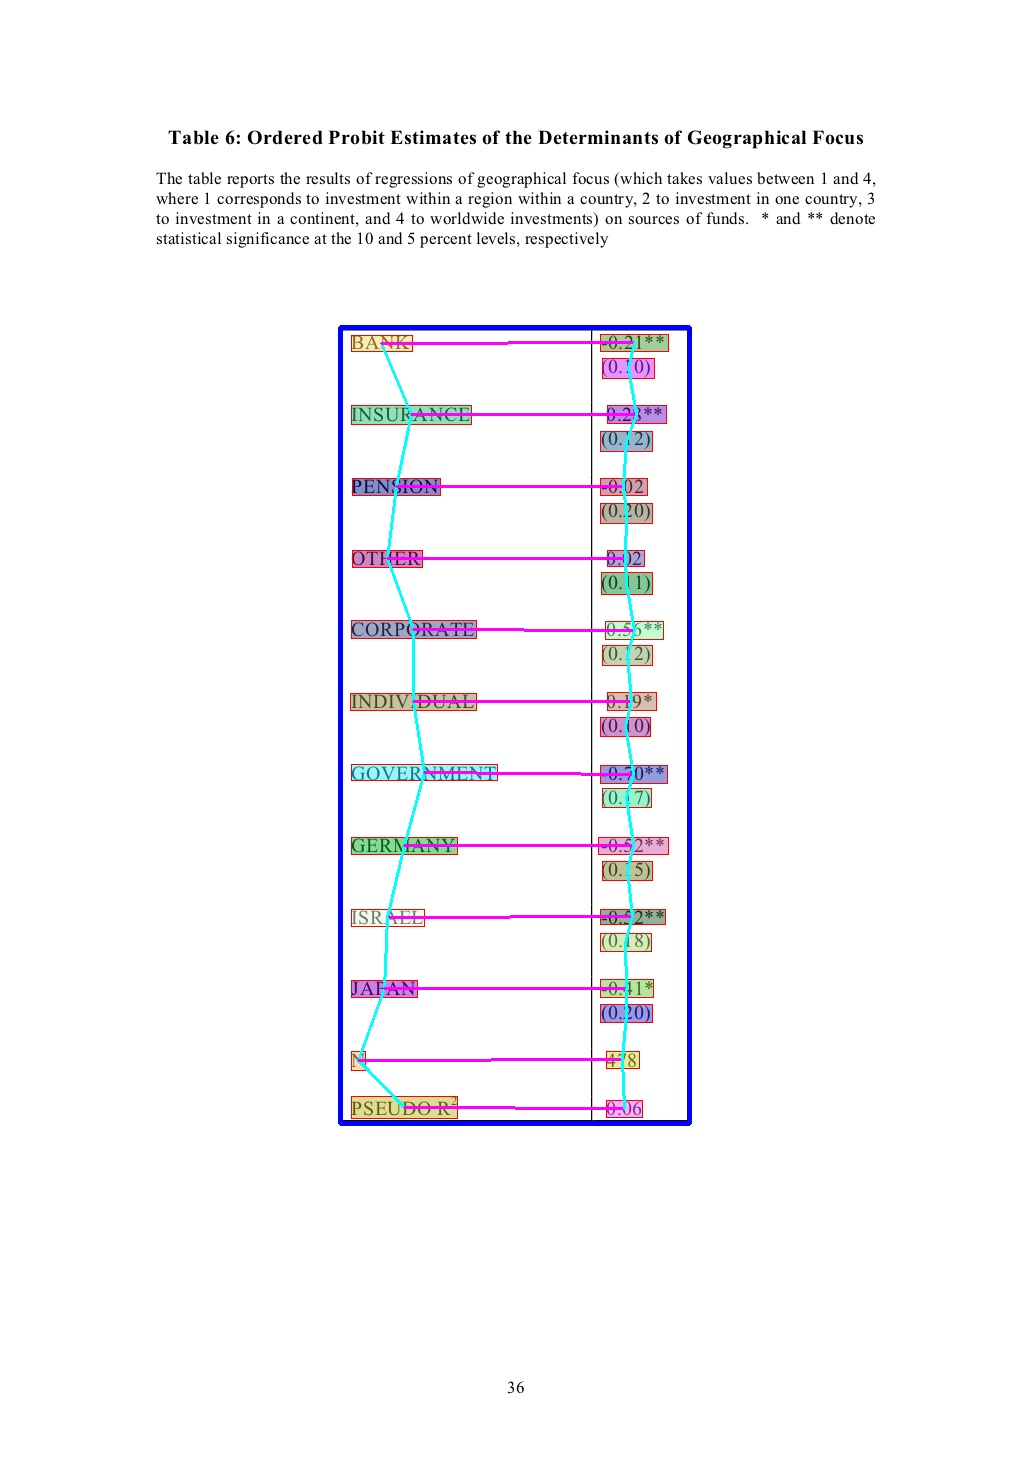 Table 6: Ordered Probit Estimates of the Determinants of Geographical Focus
The table reports the results of regressions of geographical focus (which takes values between 1 and 4,
where 1 corresponds to investment within a region within a country, 2 to investment in one country, 3
to investment in a continent, and 4 to worldwide investments) on sources of funds. * and ** denote
statistical significance at the 10 and 5 percent levels, respectively
BANK -0.21**
(0.10)
INSURANCE 0.23**
(0.12)
PENSION -0.02
(0.20)
OTHER 0.02
(0.11)
CORPORATE 0.56**
(0.12)
INDIVIDUAL 0.19*
(0.10)
GOVERNMENT -0.70**
(0.17)
GERMANY -0.52**
(0.15)
ISRAEL
(0.18)
JAPAN -0.41*
(0.20)
N 478
PSEUDO R² 0.06
36